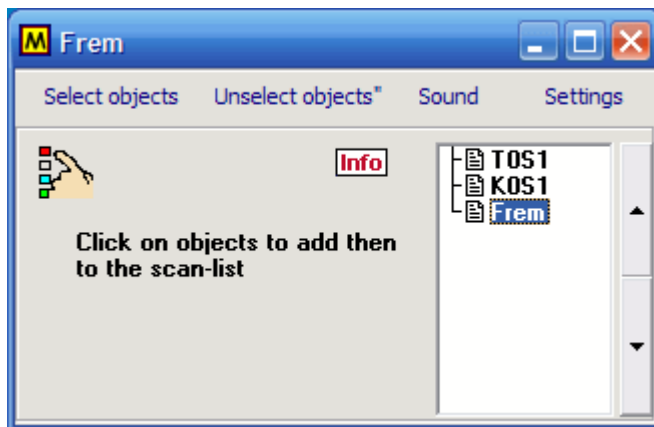 M Frem
Select objects Unselect objects" Sound Settings
Info
TOS1
KOS1
Frem
Click on objects to add then
to the scan-list